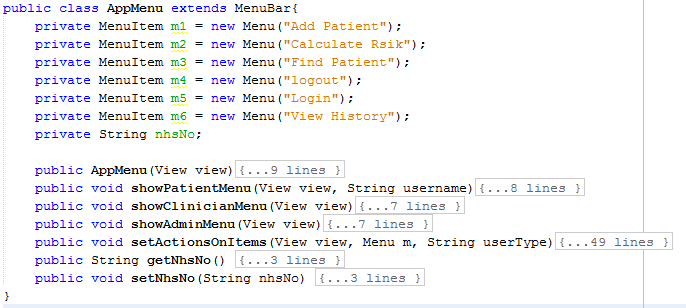 public class AppMenu extends MenuBar{
    private MenuItem m1 = new Menu("Add Patient");
    private MenuItem m2 = new Menu("Calculate Rsik");
    private MenuItem m3 = new Menu("Find Patient");
    private MenuItem m4 = new Menu("logout");
    private MenuItem m5 = new Menu("Login");
    private MenuItem m6 = new Menu("View History");
    private String nhsNo;

    public AppMenu(View view){...9 lines }
    public void showPatientMenu(View view, String username){...8 lines }
    public void showClinicianMenu(View view){...7 lines }
    public void showAdminMenu(View view){...7 lines }
    public void setActionsOnItems(View view, Menu m, String userType){...49 lines }
    public String getNhsNo() {...3 lines }
    public void setNhsNo(String nhsNo) {...3 lines }
}